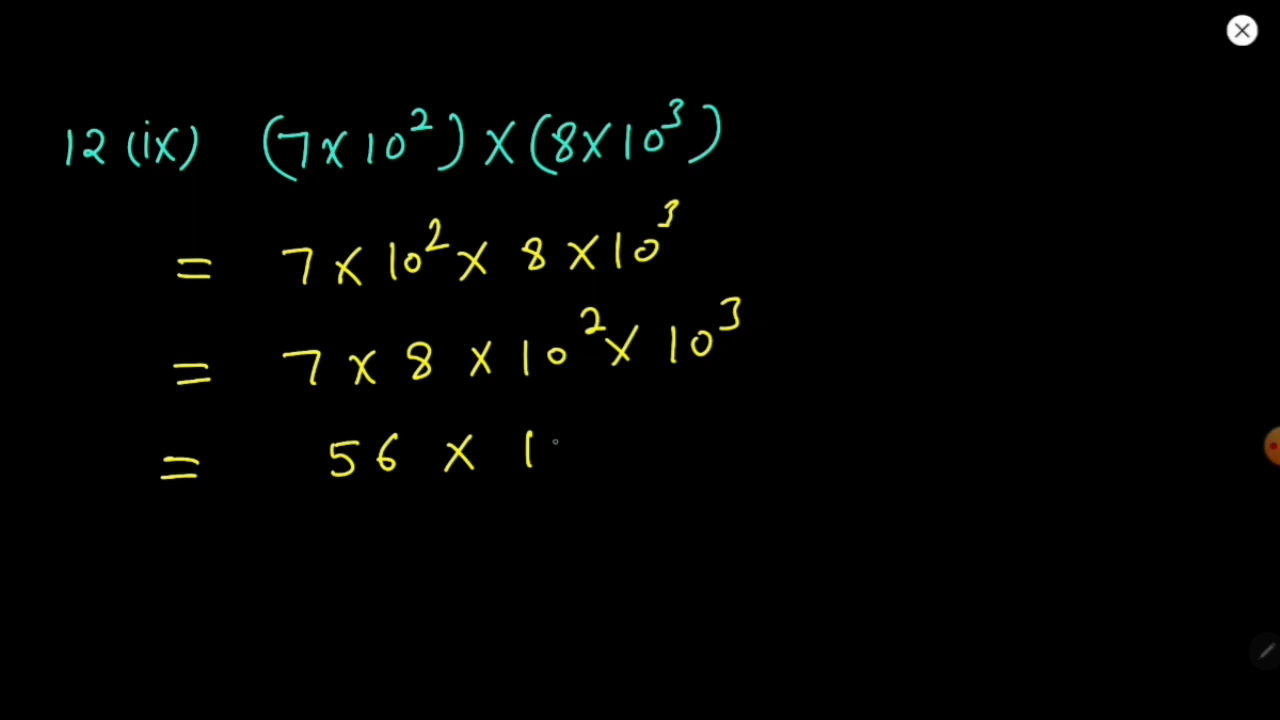 12 (ix) (7×10²) × (8×10³)
= 7 × 10² × 8 × 10³
= 7 × 8 × 10² × 10³
= 56 × 1